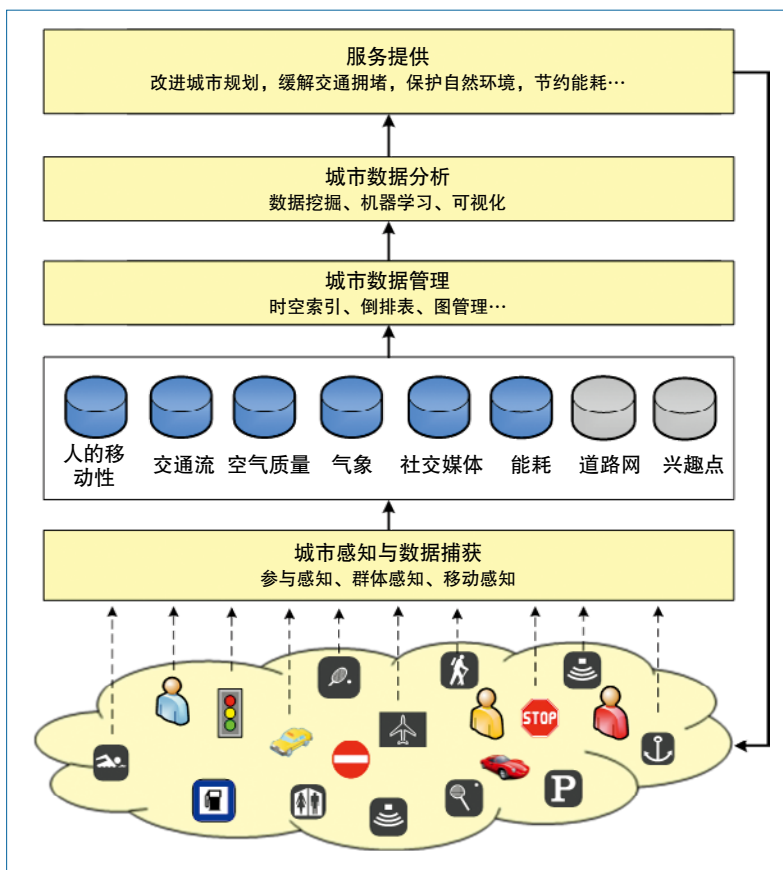 服务提供
改进城市规划，缓解交通拥堵，保护自然环境，节约能耗…
城市数据分析
数据挖掘、机器学习、可视化
城市数据管理
时空索引、倒排表、图管理…
人的移
动性
交通流
空气质量
气象
社交媒体
能耗
道路网
兴趣点
城市感知与数据捕获
参与感知、群体感知、移动感知
STOP
P